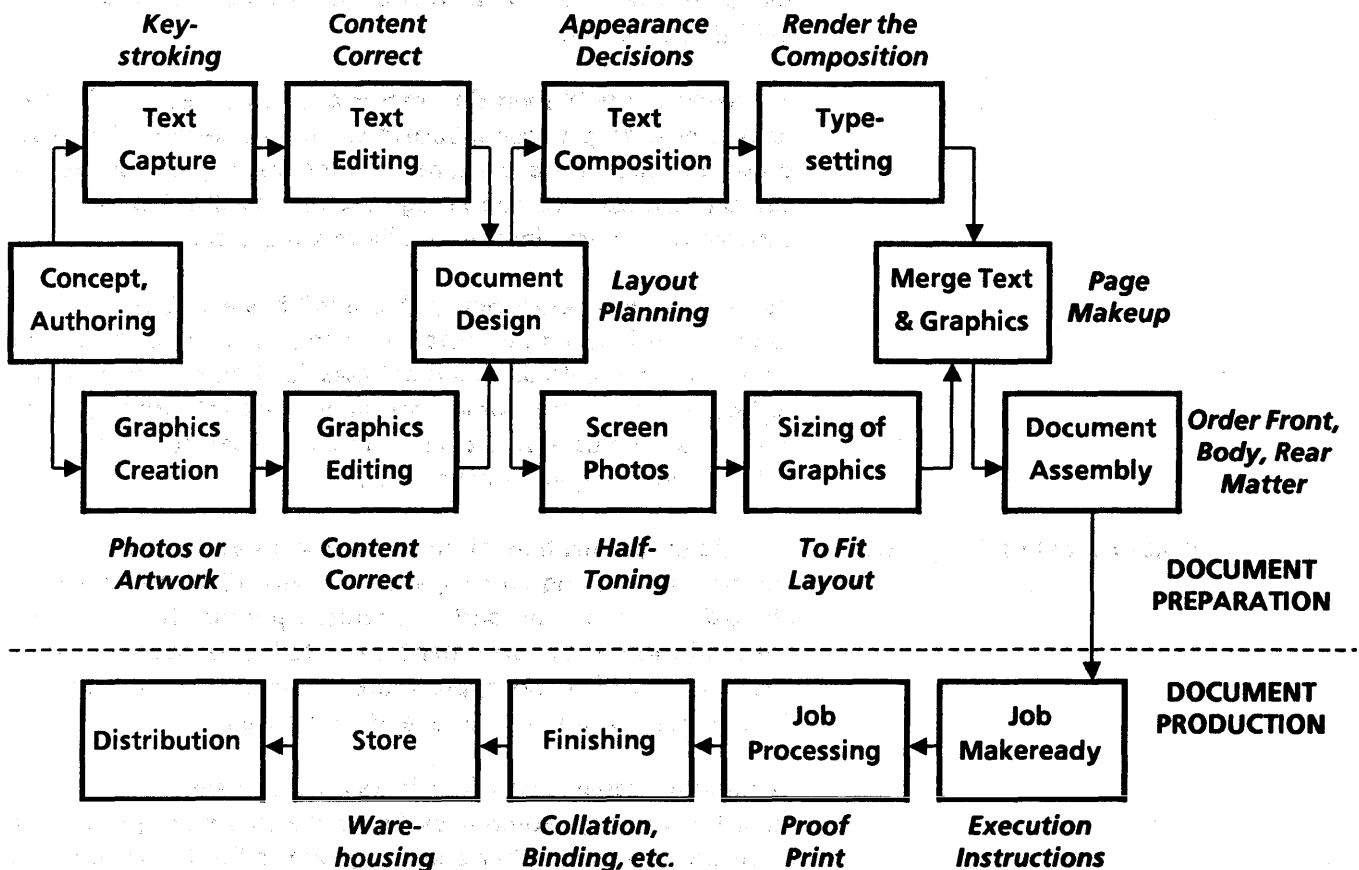 Key-
stroking
Content
Correct
Appearance
Decisions
Render the
Composition
Text
Capture
Text
Editing
Text
Composition
Type-
setting
Concept,
Authoring
Document
Design
Layout
Planning
Merge Text
& Graphics
Page
Makeup
Graphics
Creation
Graphics
Editing
Screen
Photos
Sizing of
Graphics
Document
Assembly
Order Front,
Body, Rear
Matter
Photos or
Artwork
Content
Correct
Half-
Toning
To Fit
Layout
DOCUMENT
PREPARATION
DOCUMENT
PRODUCTION
Distribution
Store
Finishing
Job
Processing
Job
Makeready
Ware-
housing
Collation,
Binding, etc.
Proof
Print
Execution
Instructions